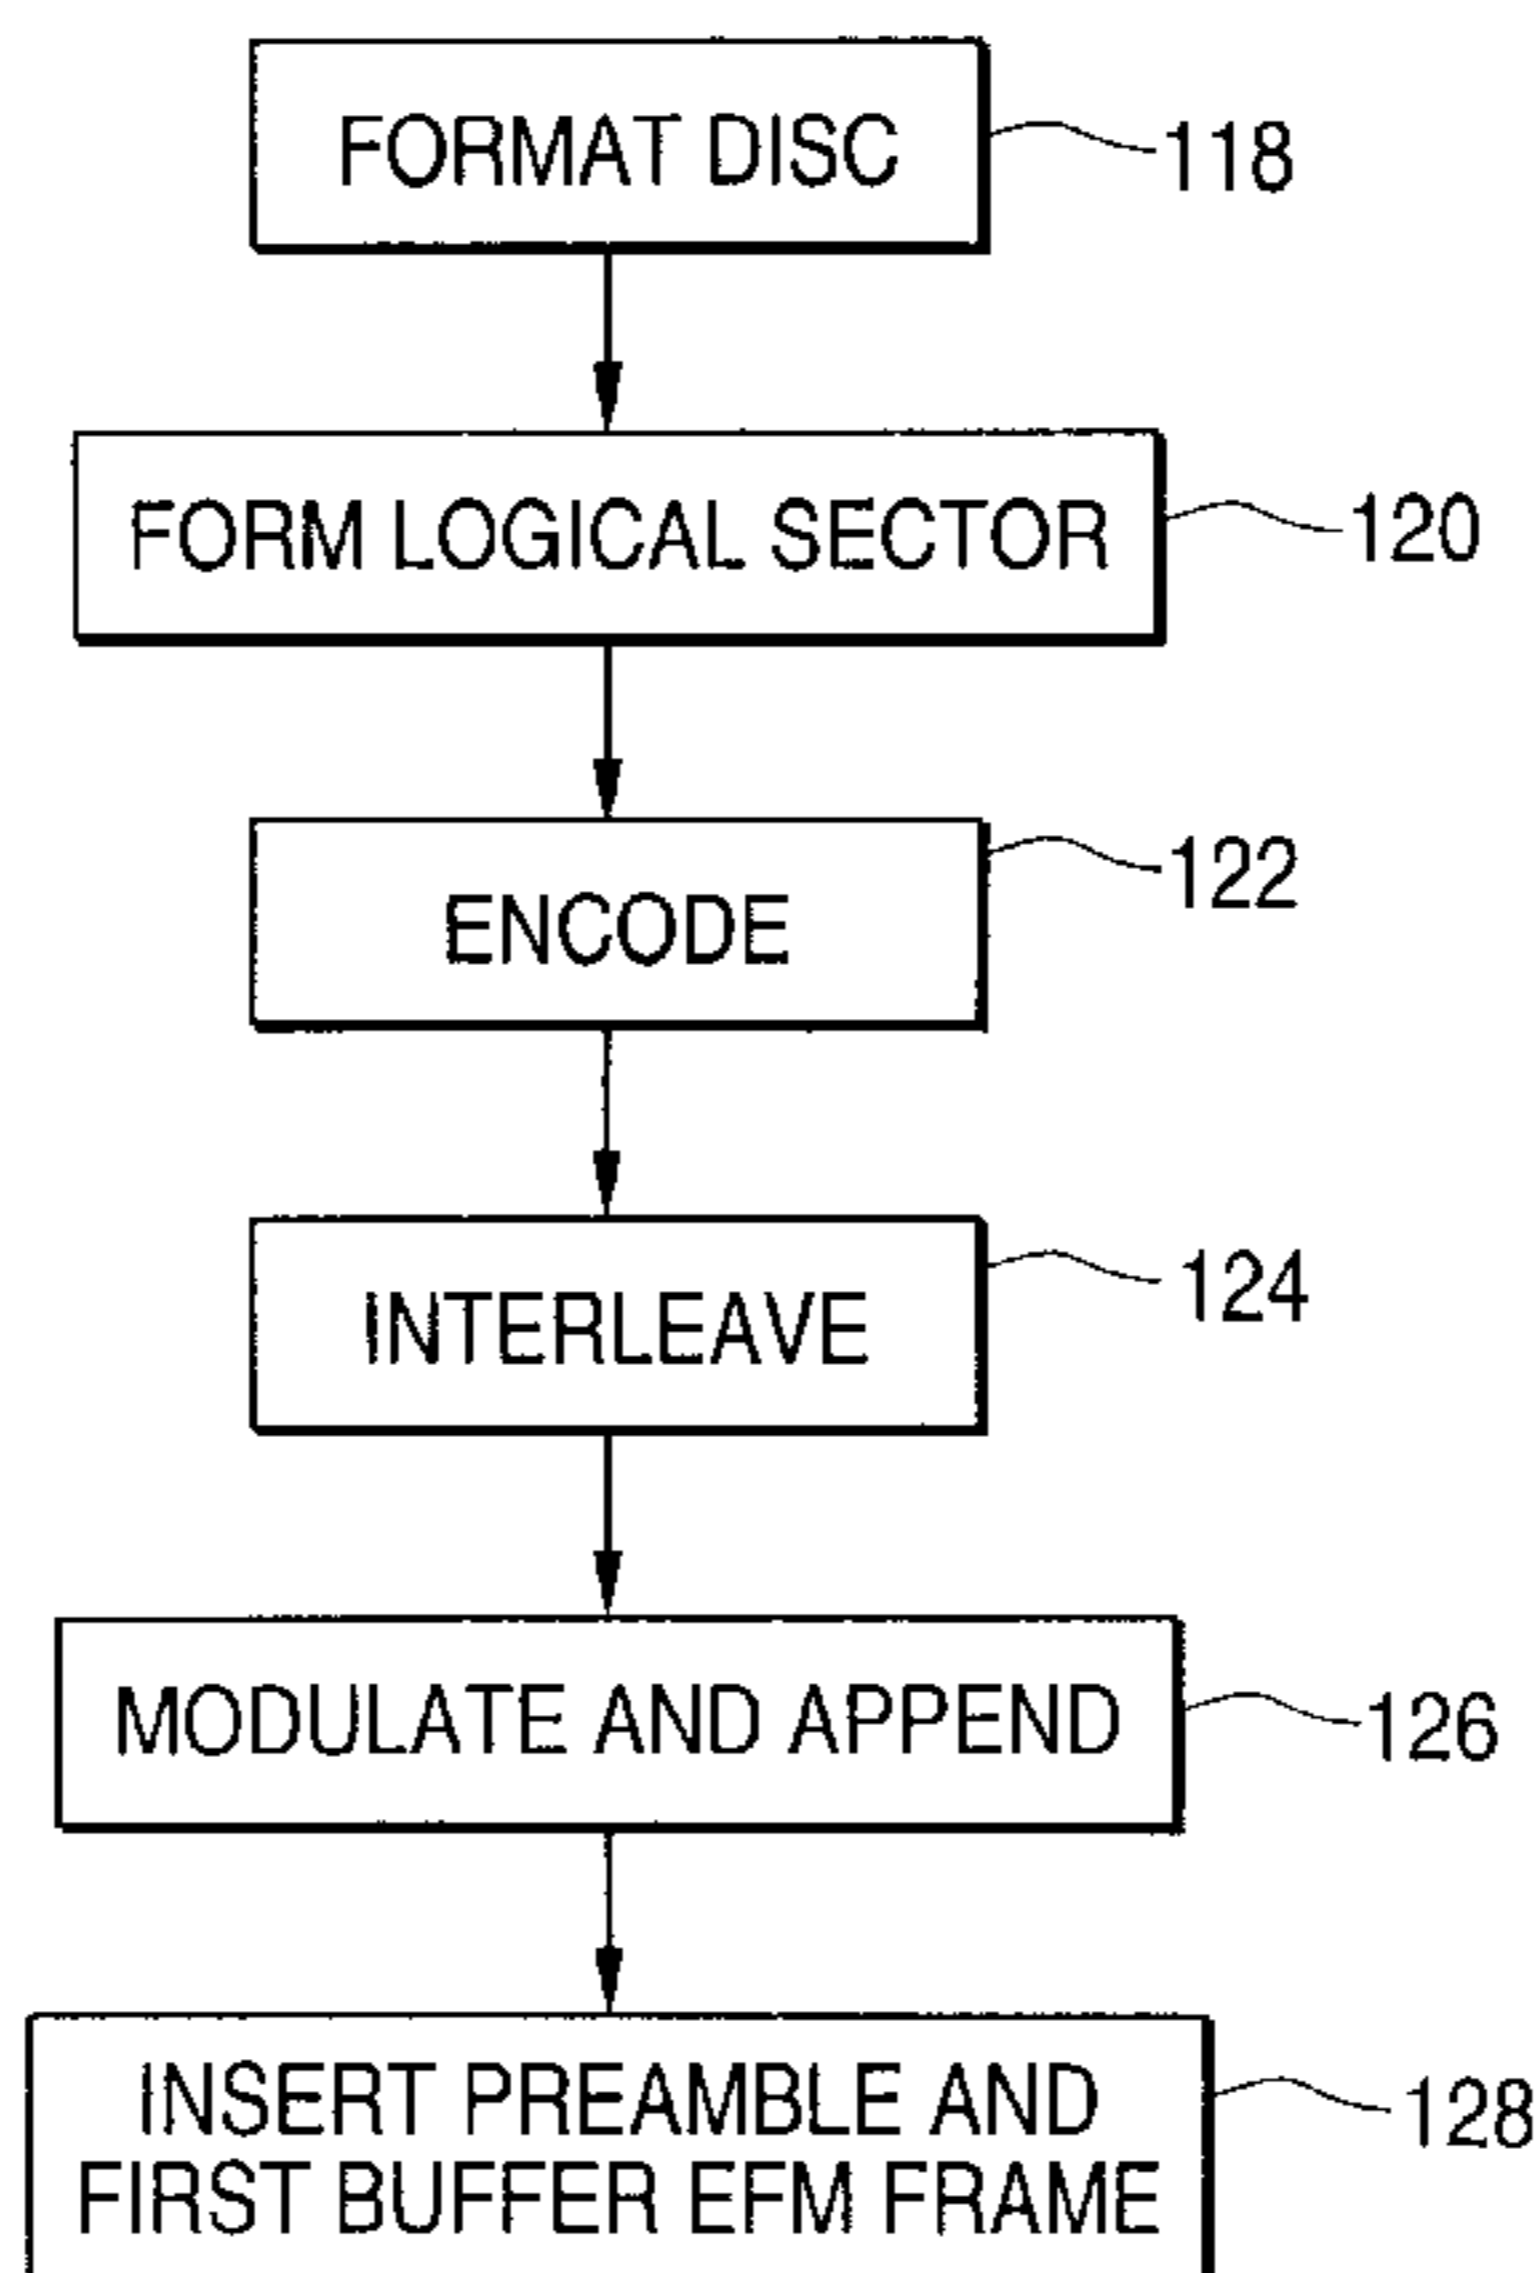 FORMAT DISC
118
FORM LOGICAL SECTOR
120
ENCODE
122
INTERLEAVE
124
MODULATE AND APPEND
126
INSERT PREAMBLE AND
FIRST BUFFER EFM FRAME
128